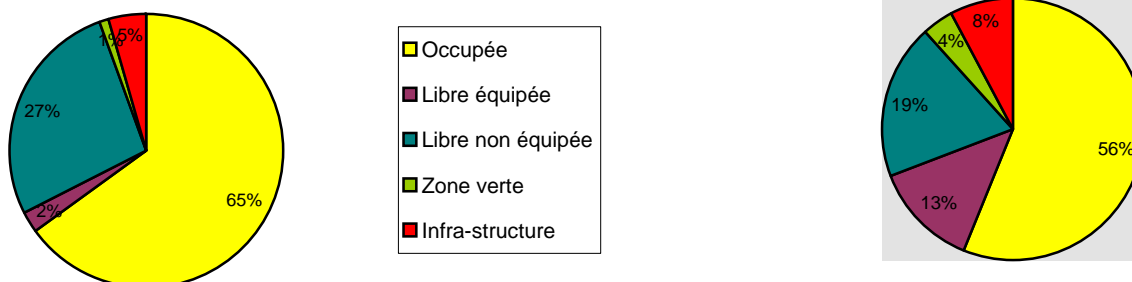 1%
5%
27%
65%
2%
Occupée
Libre équipée
Libre non équipée
Zone verte
Infra-structure
8%
4%
19%
56%
13%